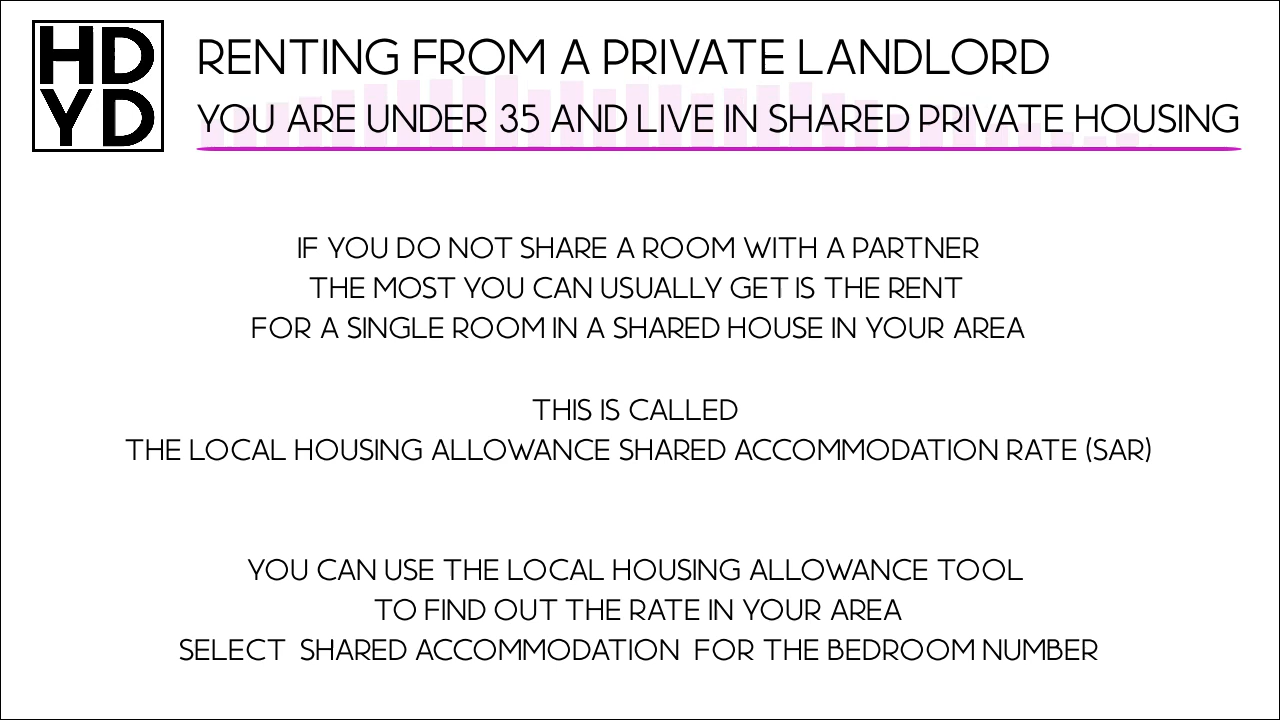 HD
YD
RENTING FROM A PRIVATE LANDLORD
YOU ARE UNDER 35 AND LIVE IN SHARED PRIVATE HOUSING
IF YOU DO NOT SHARE A ROOM WITH A PARTNER
THE MOST YOU CAN USUALLY GET IS THE RENT
FOR A SINGLE ROOM IN A SHARED HOUSE IN YOUR AREA
THIS IS CALLED
THE LOCAL HOUSING ALLOWANCE SHARED ACCOMMODATION RATE (SAR)
YOU CAN USE THE LOCAL HOUSING ALLOWANCE TOOL
TO FIND OUT THE RATE IN YOUR AREA
SELECT SHARED ACCOMMODATION FOR THE BEDROOM NUMBER